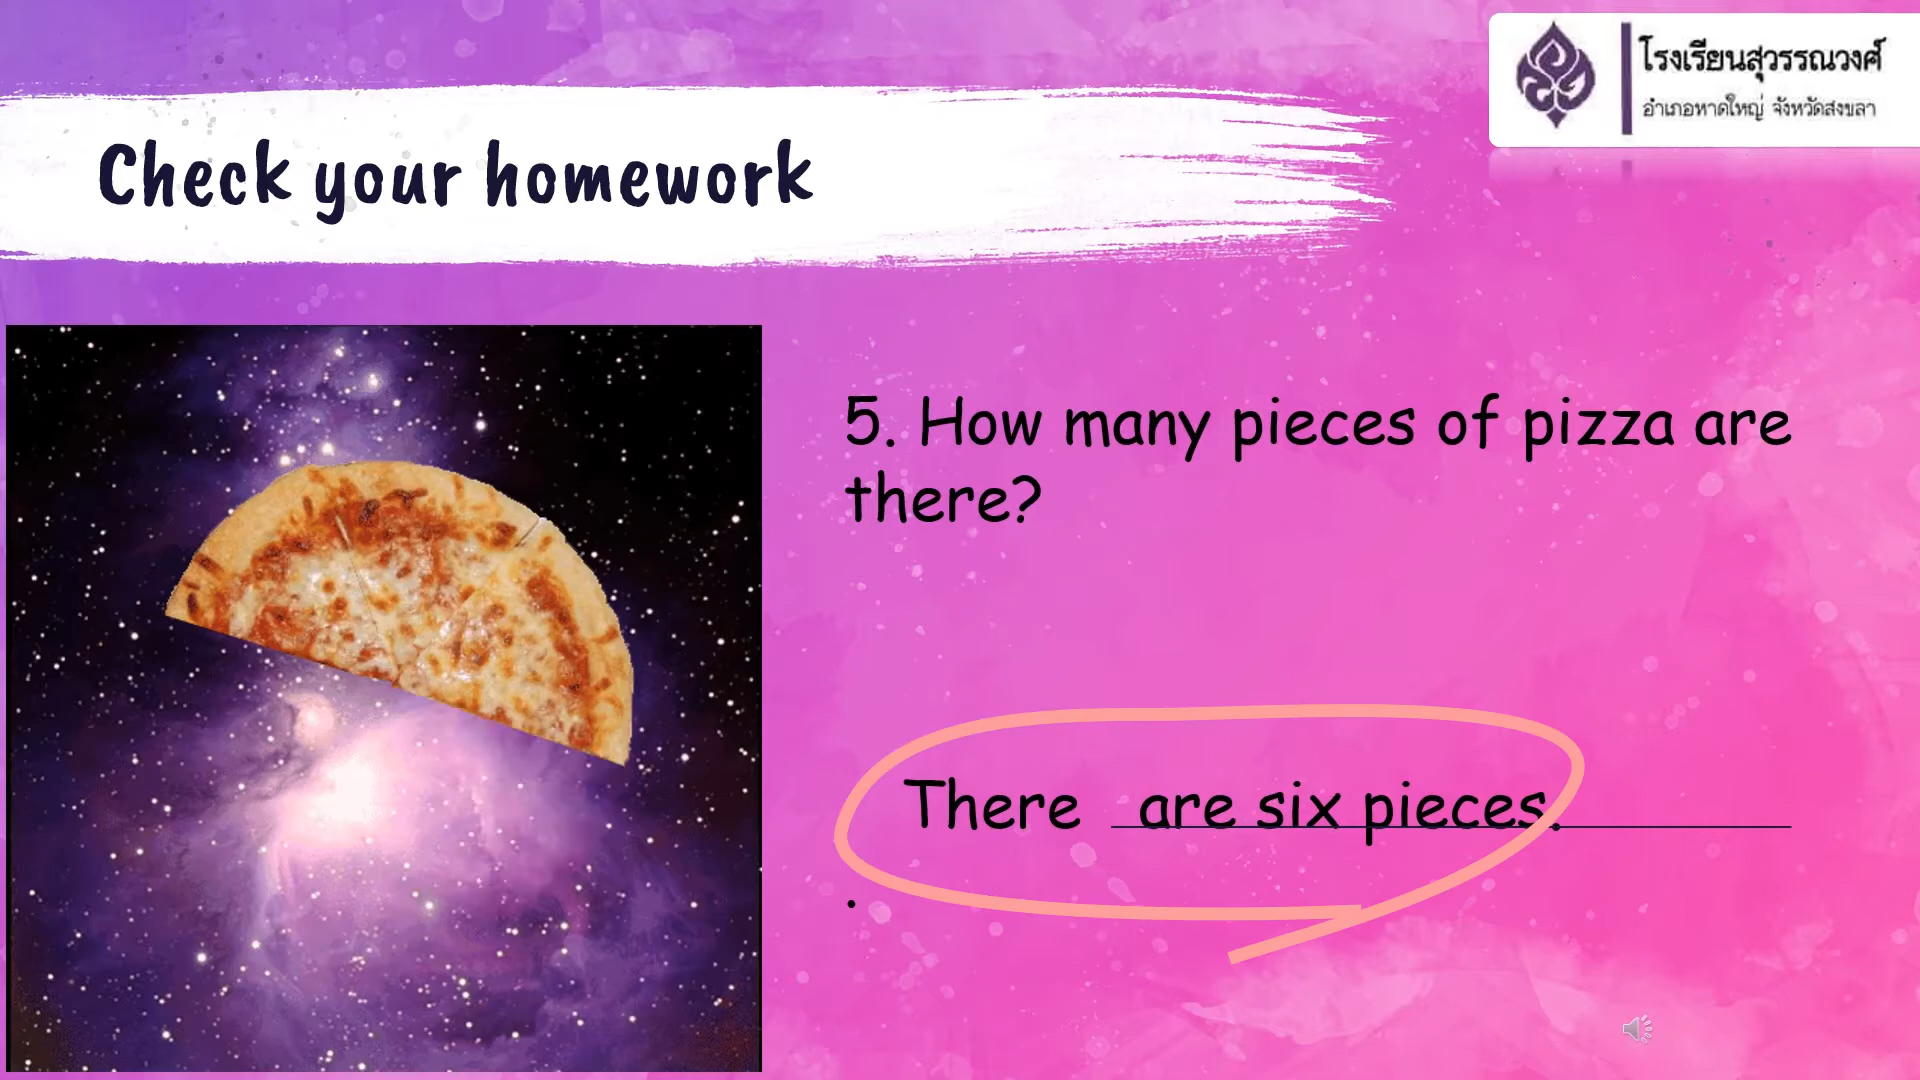 โรงเรียนสุวรรณวงศ์
อำเภอหาดใหญ่ จังหวัดสงขลา
Check your homework
5. How many pieces of pizza are
there?
There are six pieces.
.